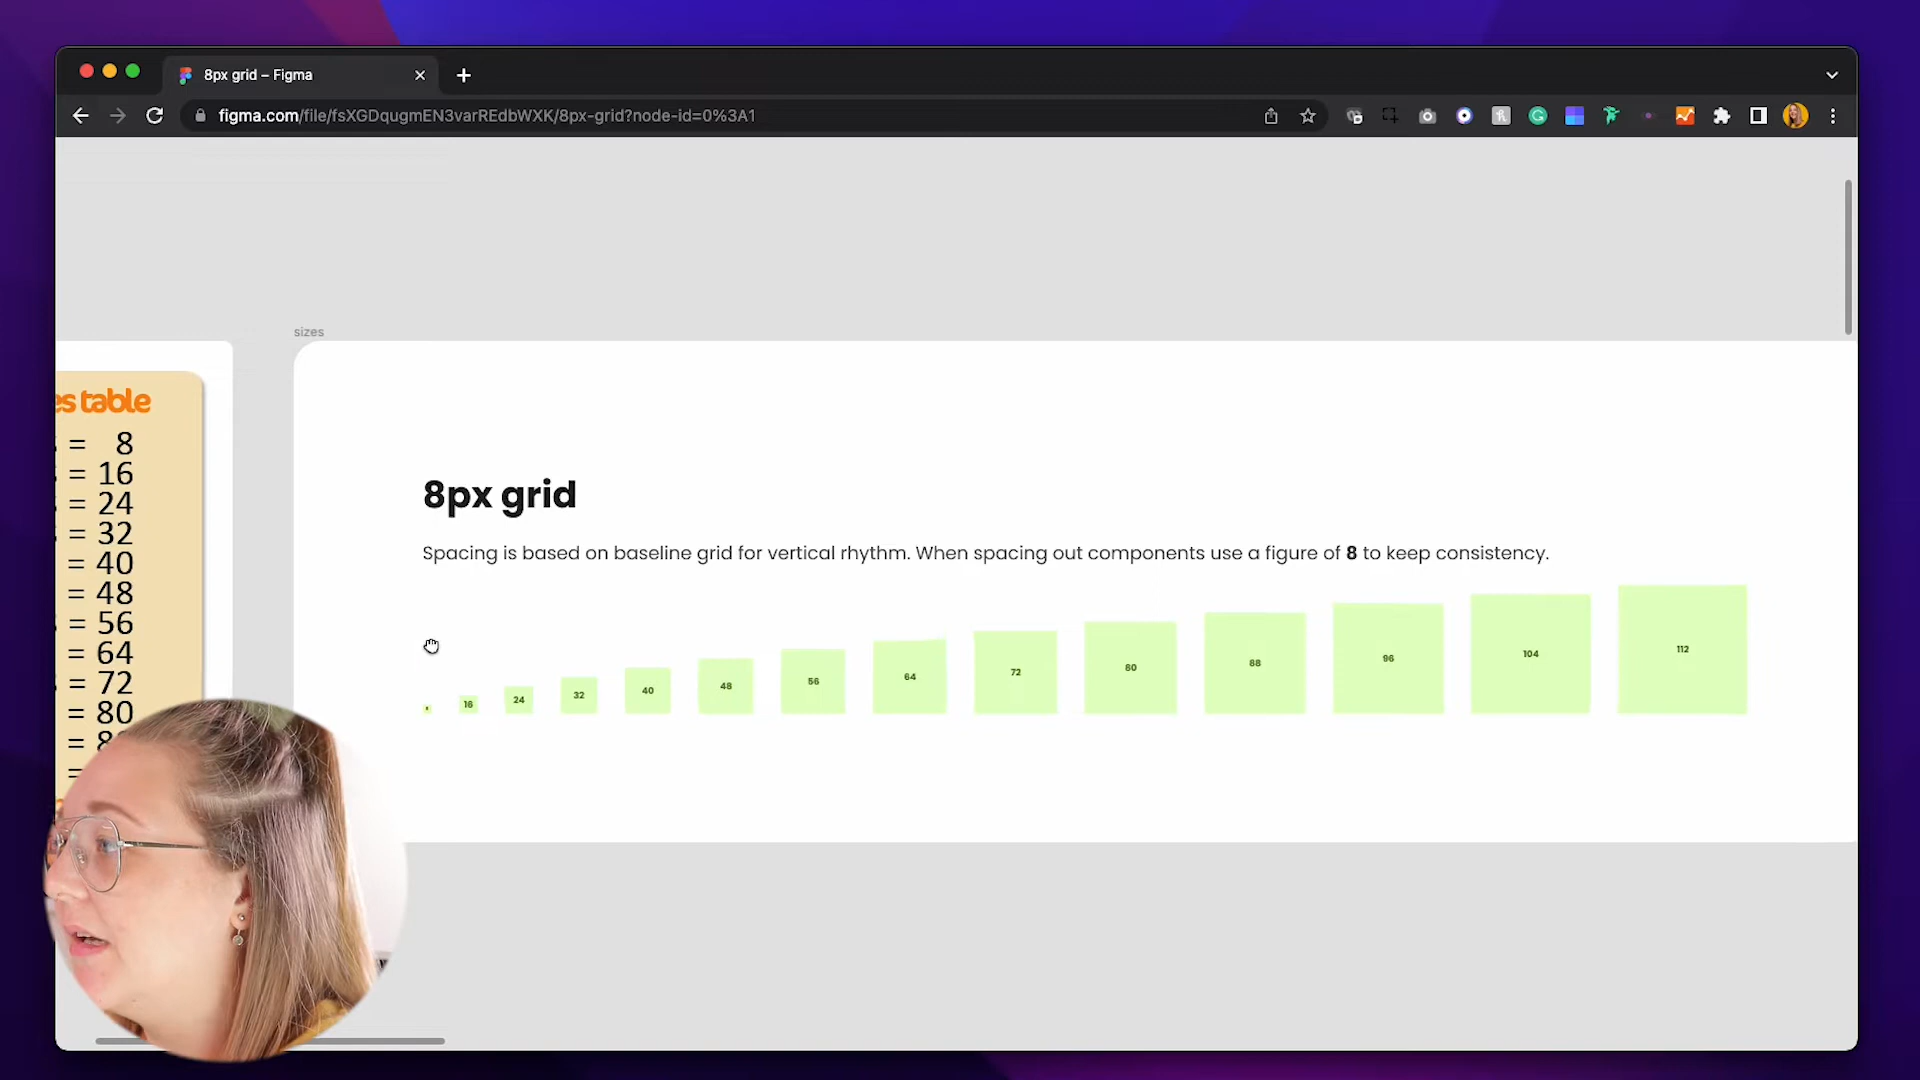 8px grid – Figma
figma.com/file/fsXGDqugmEN3varREdbWXK/8px-grid?node-id=0%3A1
sizes
es table
= 8
= 16
= 24
= 32
= 40
= 48
= 56
= 64
= 72
= 80
= 8
=
8px grid
Spacing is based on baseline grid for vertical rhythm. When spacing out components use a figure of 8 to keep consistency.
16 24 32 40 48 56 64 72 80 88 96 104 112